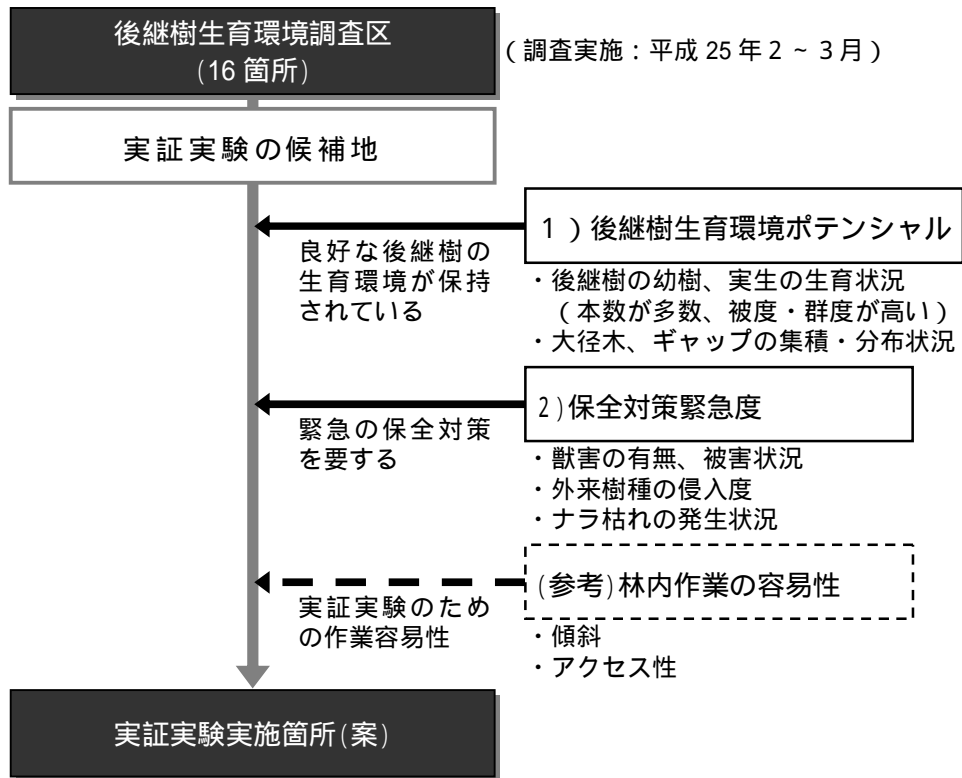 後継樹生育環境調査区
(16箇所)
(調査実施:平成25年2~3月)
実証実験の候補地
1)後継樹生育環境ポテンシャル
良好な後継樹の
生育環境が保持
されている
・後継樹の幼樹、実生の生育状況
(本数が多数、被度・群度が高い)
・大径木、ギャップの集積・分布状況
2)保全対策緊急度
緊急の保全対策
を要する
・獣害の有無、被害状況
・外来樹種の侵入度
・ナラ枯れの発生状況
(参考)林内作業の容易性
実証実験のため
の作業容易性
・傾斜
・アクセス性
実証実験実施箇所(案)